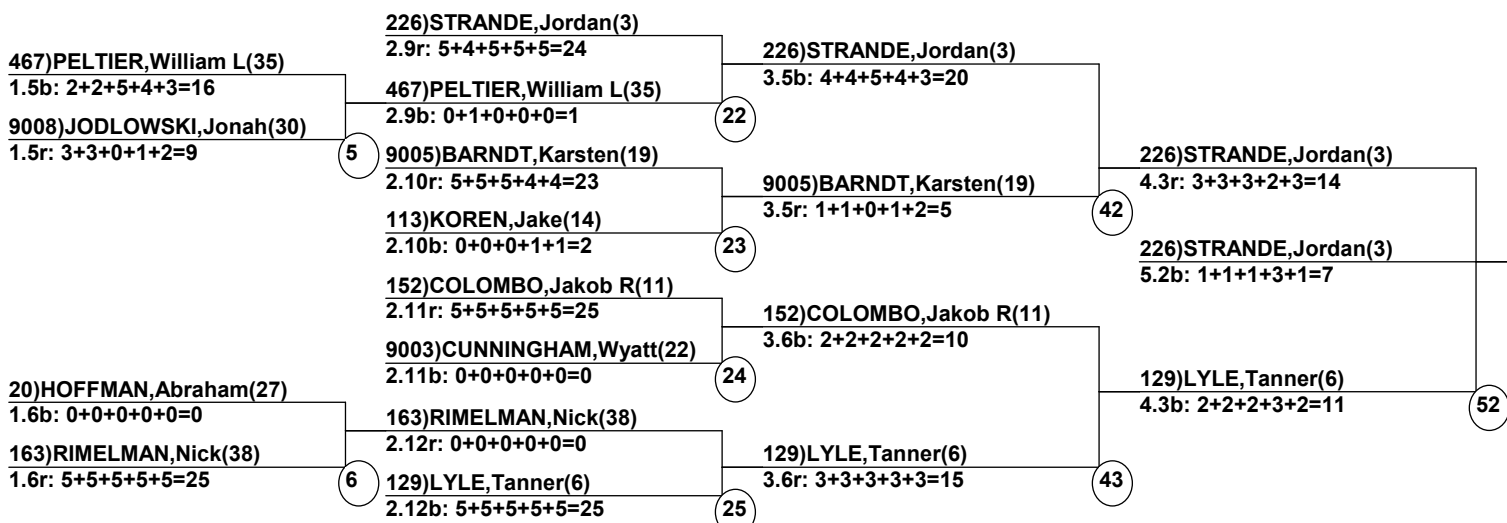 467)PELTIER,William L(35)
1.5b: 2+2+5+4+3=16
9008)JODLOWSKI,Jonah(30)
1.5r: 3+3+0+1+2=9
5
20)HOFFMAN,Abraham(27)
1.6b: 0+0+0+0+0=0
163)RIMELMAN,Nick(38)
1.6r: 5+5+5+5+5=25
6
226)STRANDE,Jordan(3)
2.9r: 5+4+5+5+5=24
467)PELTIER,William L(35)
2.9b: 0+1+0+0+0=1
22
9005)BARNDT,Karsten(19)
2.10r: 5+5+5+4+4=23
113)KOREN,Jake(14)
2.10b: 0+0+0+1+1=2
23
152)COLOMBO,Jakob R(11)
2.11r: 5+5+5+5+5=25
9003)CUNNINGHAM,Wyatt(22)
2.11b: 0+0+0+0+0=0
24
163)RIMELMAN,Nick(38)
2.12r: 0+0+0+0+0=0
129)LYLE,Tanner(6)
2.12b: 5+5+5+5+5=25
25
226)STRANDE,Jordan(3)
3.5b: 4+4+5+4+3=20
9005)BARNDT,Karsten(19)
3.5r: 1+1+0+1+2=5
42
152)COLOMBO,Jakob R(11)
3.6b: 2+2+2+2+2=10
129)LYLE,Tanner(6)
3.6r: 3+3+3+3+3=15
43
226)STRANDE,Jordan(3)
4.3r: 3+3+3+2+3=14
226)STRANDE,Jordan(3)
5.2b: 1+1+1+3+1=7
129)LYLE,Tanner(6)
4.3b: 2+2+2+3+2=11
52